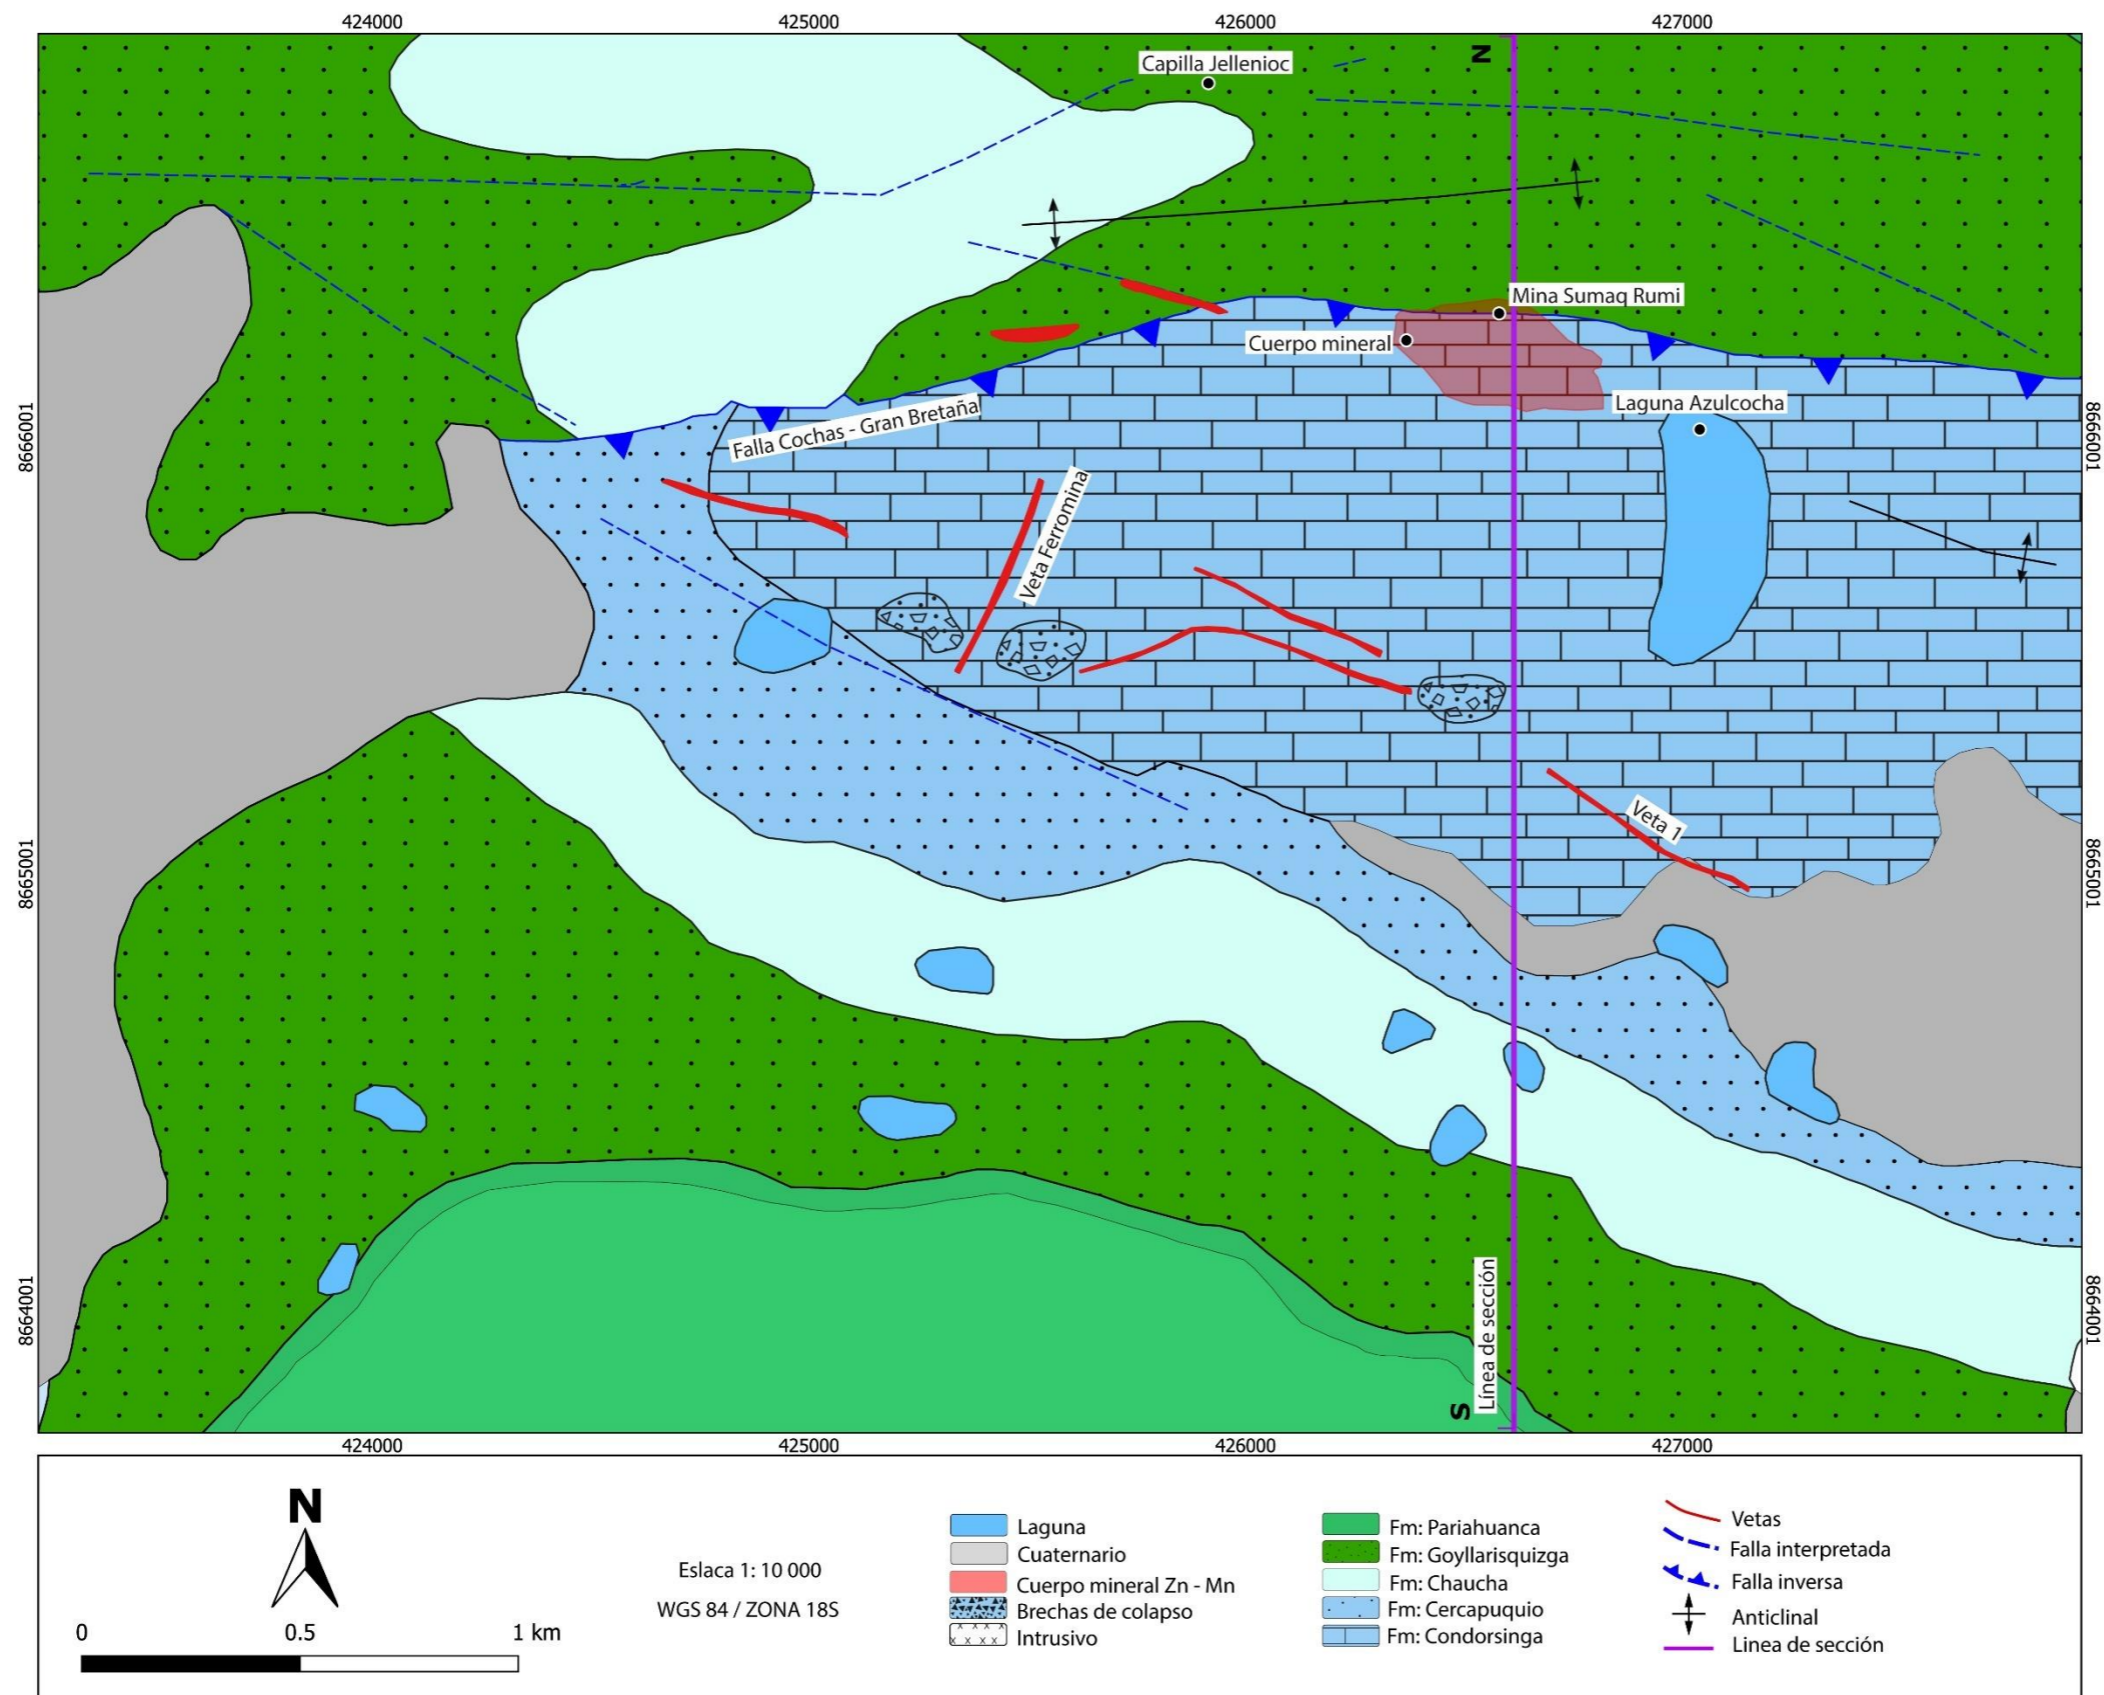 424000 425000 426000 427000
N
Capilla Jellenioc
Mina Sumaq Rumi
Cuerpo mineral
Laguna Azulcocha
Falla Cochas - Gran Bretaña
8666001 8666001
Veta Ferromina
Veta 1
8665001 8665001
Línea de sección
8664001 8664001
S
424000 425000 426000 427000
N
0 0.5 1 km
Eslaca 1: 10 000
WGS 84 / ZONA 18S
Laguna
Cuaternario
Cuerpo mineral Zn - Mn
Brechas de colapso
Intrusivo
Fm: Pariahuanca
Fm: Goyllarisquizga
Fm: Chaucha
Fm: Cercapuquio
Fm: Condorsinga
Vetas
Falla interpretada
Falla inversa
Anticlinal
Linea de sección